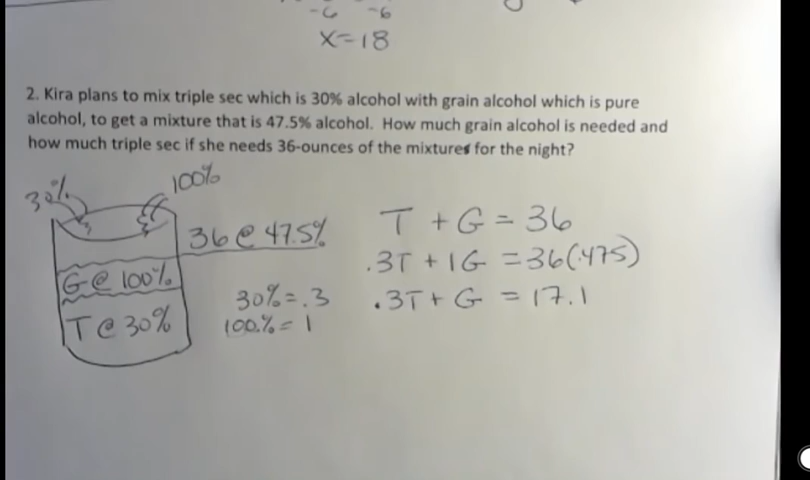 -6 -6
x=18
2. Kira plans to mix triple sec which is 30% alcohol with grain alcohol which is pure
alcohol, to get a mixture that is 47.5% alcohol. How much grain alcohol is needed and
how much triple sec if she needs 36-ounces of the mixtures for the night?
30% 100%
36 @ 47.5%
G @ 100%
T @ 30%
30% = .3
100.% = 1
T + G = 36
.3T + 1G = 36(.475)
.3T + G = 17.1